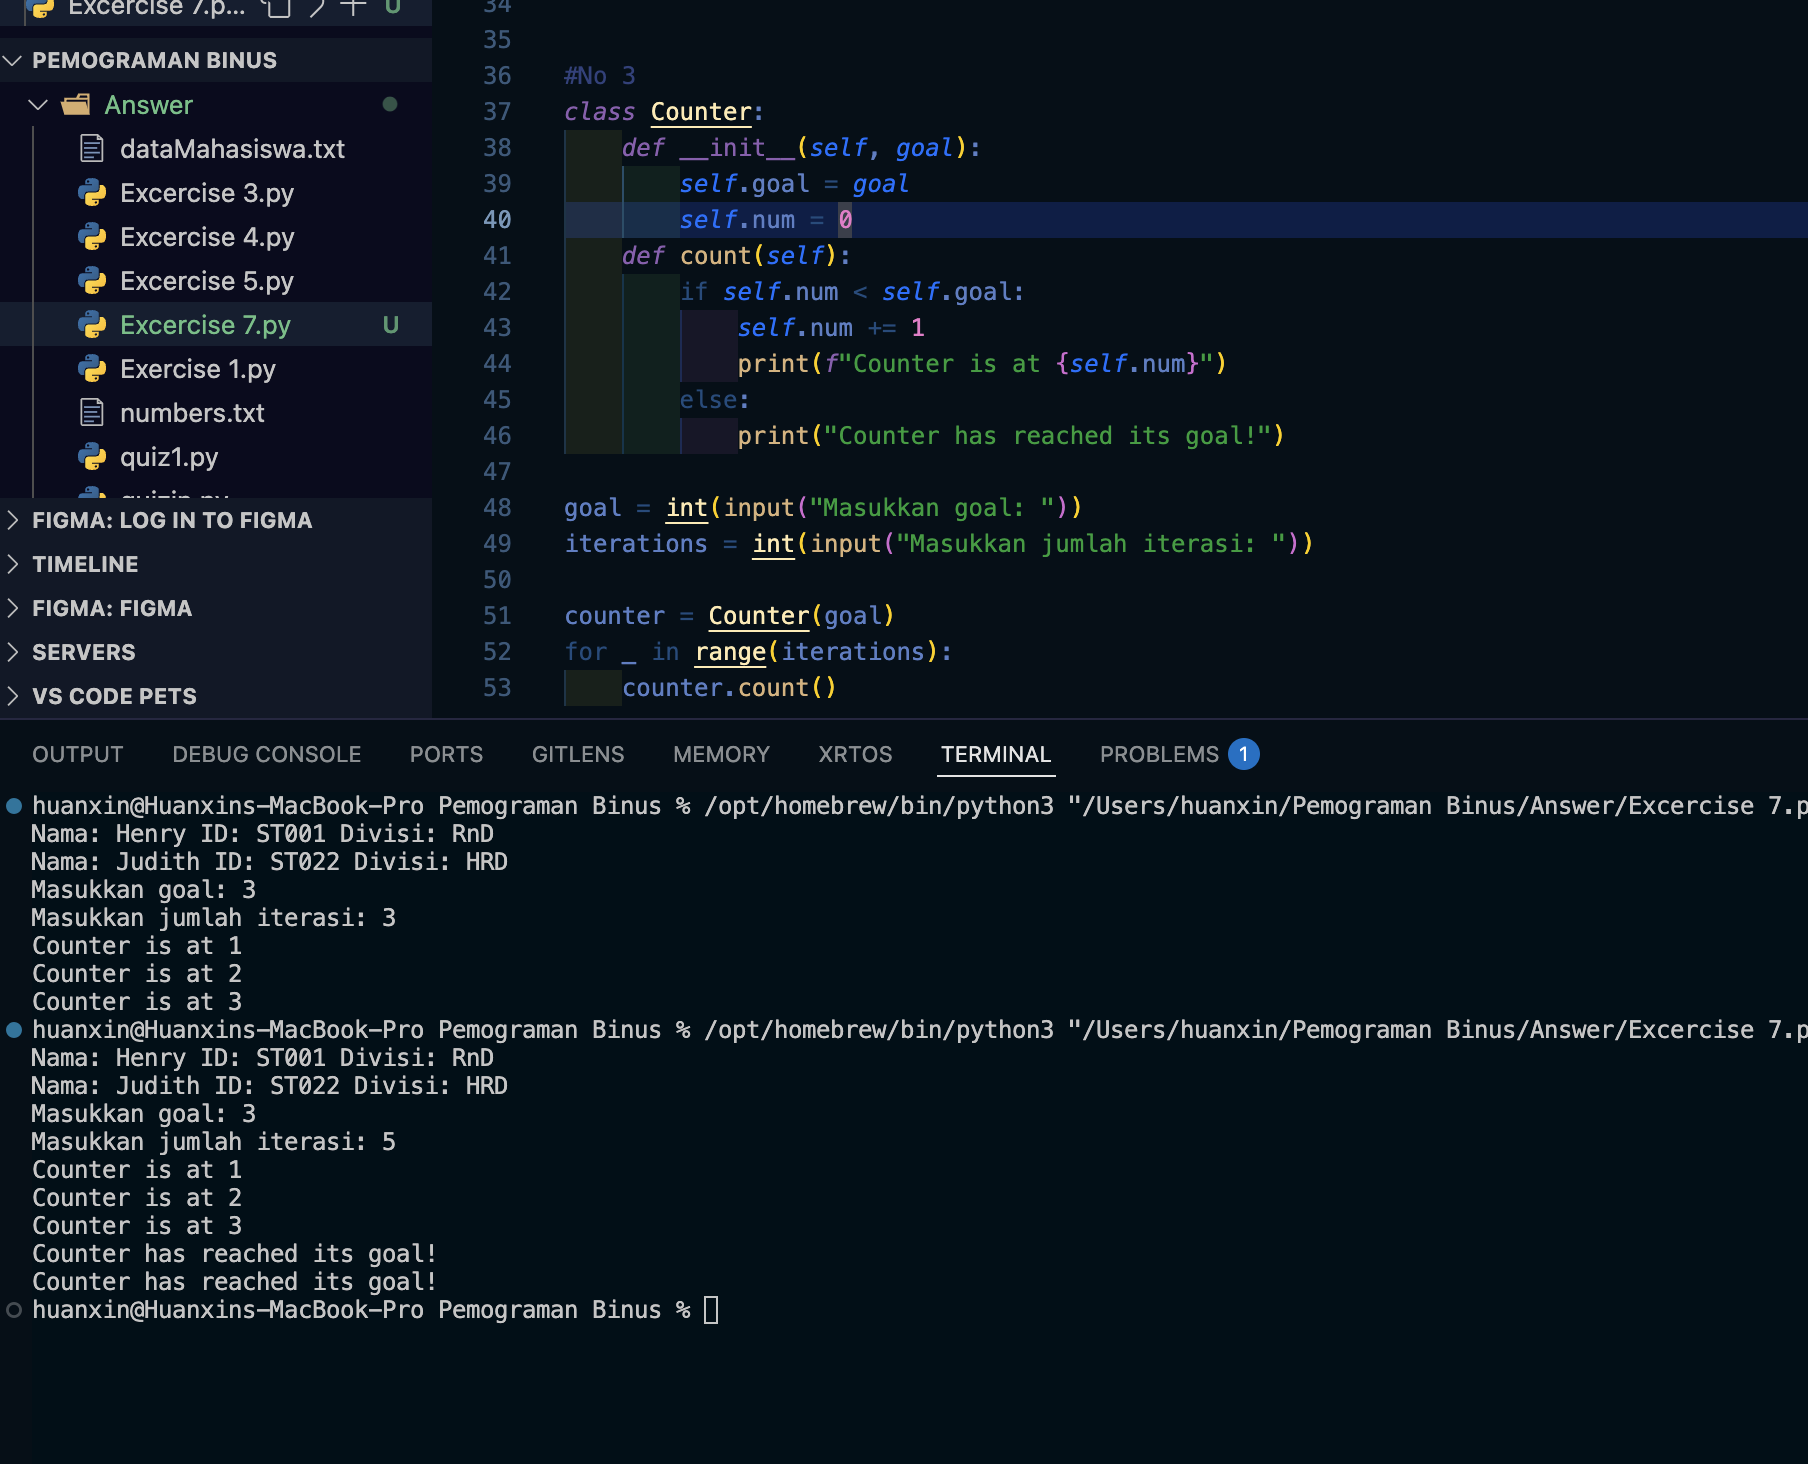 Excercise 7.p... U
PEMOGRAMAN BINUS
Answer
dataMahasiswa.txt
Excercise 3.py
Excercise 4.py
Excercise 5.py
Excercise 7.py U
Exercise 1.py
numbers.txt
quiz1.py
FIGMA: LOG IN TO FIGMA
TIMELINE
FIGMA: FIGMA
SERVERS
VS CODE PETS
34
35
36 #No 3
37 class Counter:
38     def __init__(self, goal):
39         self.goal = goal
40         self.num = 0
41     def count(self):
42         if self.num < self.goal:
43             self.num += 1
44             print(f"Counter is at {self.num}")
45         else:
46             print("Counter has reached its goal!")
47
48 goal = int(input("Masukkan goal: "))
49 iterations = int(input("Masukkan jumlah iterasi: "))
50
51 counter = Counter(goal)
52 for _ in range(iterations):
53     counter.count()
OUTPUT DEBUG CONSOLE PORTS GITLENS MEMORY XRTOS TERMINAL PROBLEMS 1
huanxin@Huanxins-MacBook-Pro Pemograman Binus % /opt/homebrew/bin/python3 "/Users/huanxin/Pemograman Binus/Answer/Excercise 7.p
Nama: Henry ID: ST001 Divisi: RnD
Nama: Judith ID: ST022 Divisi: HRD
Masukkan goal: 3
Masukkan jumlah iterasi: 3
Counter is at 1
Counter is at 2
Counter is at 3
huanxin@Huanxins-MacBook-Pro Pemograman Binus % /opt/homebrew/bin/python3 "/Users/huanxin/Pemograman Binus/Answer/Excercise 7.p
Nama: Henry ID: ST001 Divisi: RnD
Nama: Judith ID: ST022 Divisi: HRD
Masukkan goal: 3
Masukkan jumlah iterasi: 5
Counter is at 1
Counter is at 2
Counter is at 3
Counter has reached its goal!
Counter has reached its goal!
huanxin@Huanxins-MacBook-Pro Pemograman Binus %